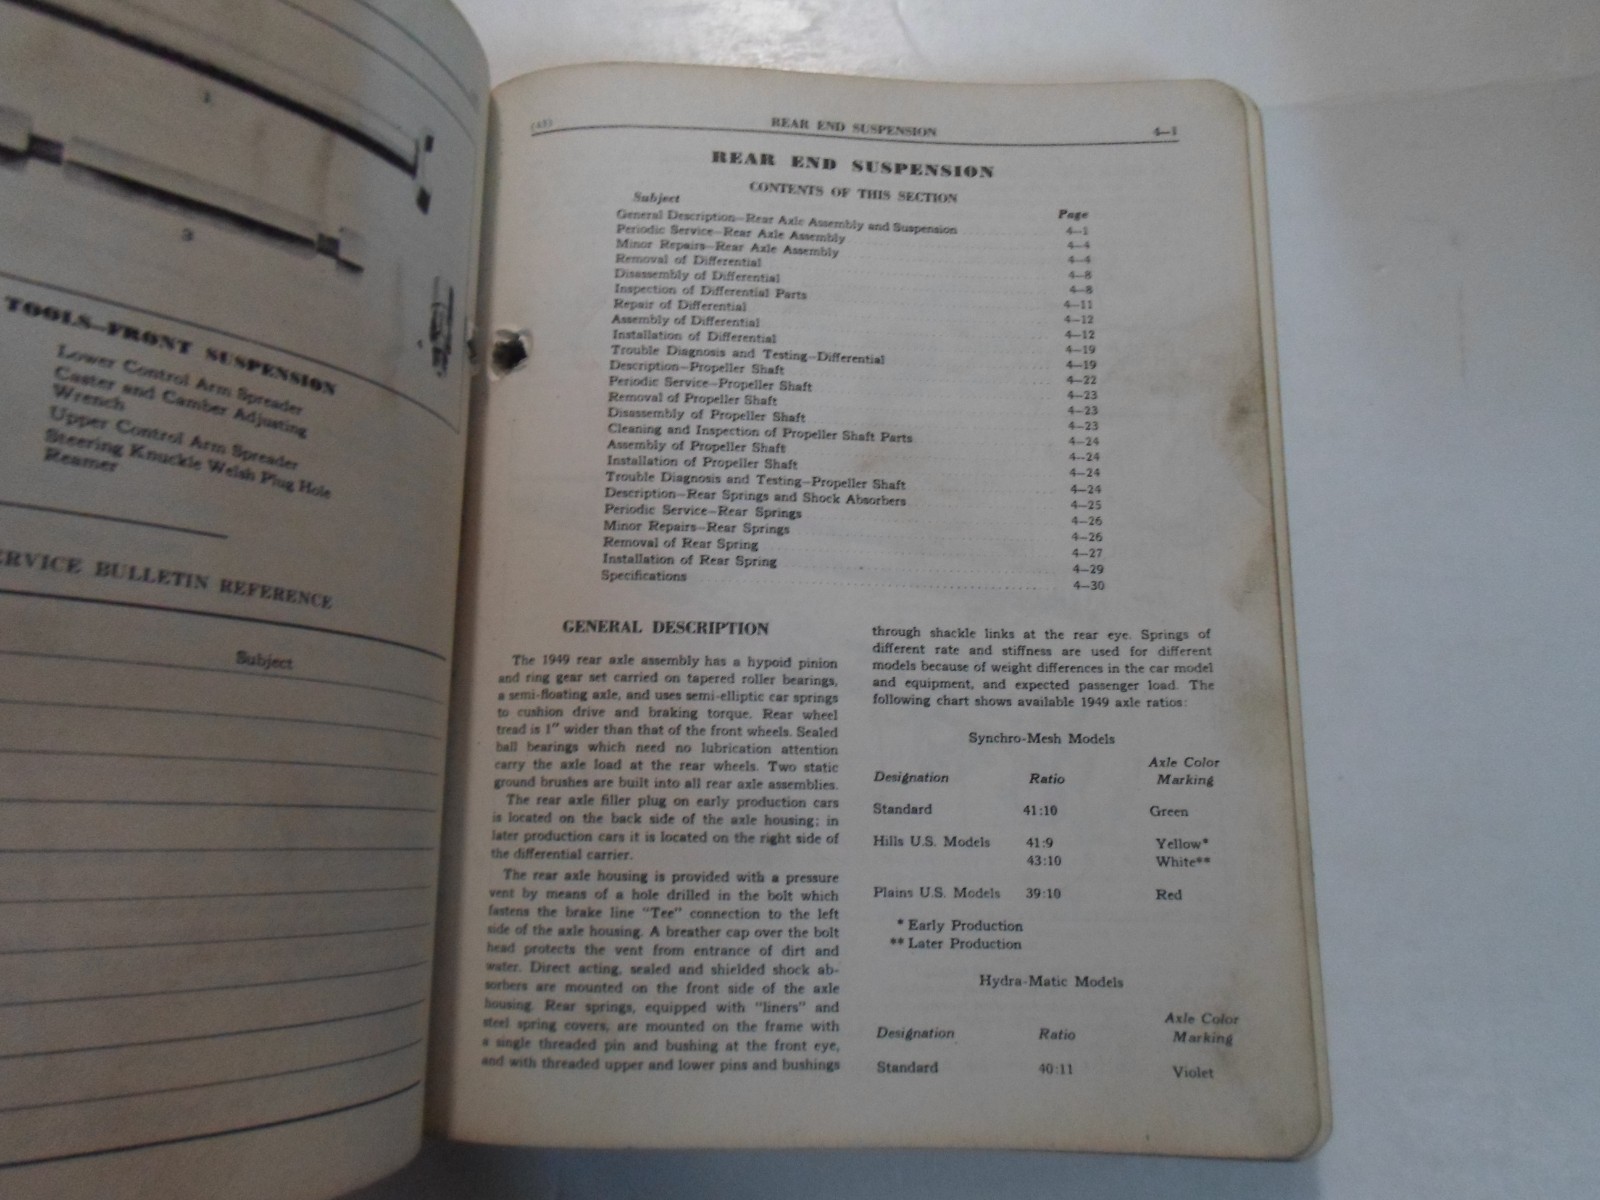 1
3
TOOLS—FRONT SUSPENSION
Lower Control Arm Spreader
Caster and Camber Adjusting
Wrench
Upper Control Arm Spreader
Steering Knuckle Welsh Plug Hole
Reamer
ERVICE BULLETIN REFERENCE
Subject
REAR END SUSPENSION 4—1
REAR END SUSPENSION
CONTENTS OF THIS SECTION
Subject Page
General Description—Rear Axle Assembly and Suspension 4—1
Periodic Service—Rear Axle Assembly 4—4
Minor Repairs—Rear Axle Assembly 4—4
Removal of Differential 4—8
Disassembly of Differential 4—8
Inspection of Differential Parts 4—11
Repair of Differential 4—12
Assembly of Differential 4—12
Installation of Differential 4—19
Trouble Diagnosis and Testing—Differential 4—19
Description—Propeller Shaft 4—22
Periodic Service—Propeller Shaft 4—23
Removal of Propeller Shaft 4—23
Disassembly of Propeller Shaft 4—23
Cleaning and Inspection of Propeller Shaft Parts 4—24
Assembly of Propeller Shaft 4—24
Installation of Propeller Shaft 4—24
Trouble Diagnosis and Testing—Propeller Shaft 4—24
Description—Rear Springs and Shock Absorbers 4—25
Periodic Service—Rear Springs 4—26
Minor Repairs—Rear Springs 4—26
Removal of Rear Spring 4—27
Installation of Rear Spring 4—29
Specifications 4—30
GENERAL DESCRIPTION
The 1949 rear axle assembly has a hypoid pinion
and ring gear set carried on tapered roller bearings,
a semi-floating axle, and uses semi-elliptic car springs
to cushion drive and braking torque. Rear wheel
tread is 1" wider than that of the front wheels. Sealed
ball bearings which need no lubrication attention
carry the axle load at the rear wheels. Two static
ground brushes are built into all rear axle assemblies.
The rear axle filler plug on early production cars
is located on the back side of the axle housing; in
later production cars it is located on the right side of
the differential carrier.
The rear axle housing is provided with a pressure
vent by means of a hole drilled in the bolt which
fastens the brake line "Tee" connection to the left
side of the axle housing. A breather cap over the bolt
head protects the vent from entrance of dirt and
water. Direct acting, sealed and shielded shock ab-
sorbers are mounted on the front side of the axle
housing. Rear springs, equipped with "liners" and
steel spring covers, are mounted on the frame with
a single threaded pin and bushing at the front eye,
and with threaded upper and lower pins and bushings
through shackle links at the rear eye. Springs of
different rate and stiffness are used for different
models because of weight differences in the car model
and equipment, and expected passenger load. The
following chart shows available 1949 axle ratios:
Synchro-Mesh Models
Axle Color
Designation Ratio Marking
Standard 41:10 Green
Hills U.S. Models 41:9 Yellow*
43:10 White**
Plains U.S. Models 39:10 Red
* Early Production
** Later Production
Hydra-Matic Models
Axle Color
Designation Ratio Marking
Standard 40:11 Violet